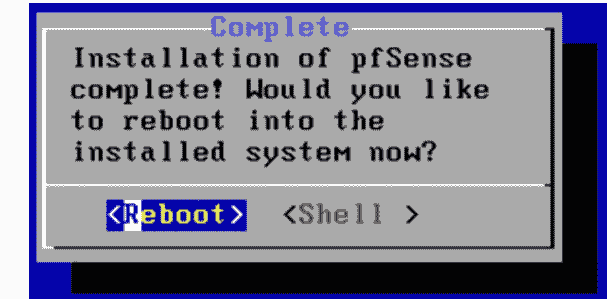 Complete
Installation of pfSense
complete! Would you like
to reboot into the
installed system now?
<Reboot> <Shell >